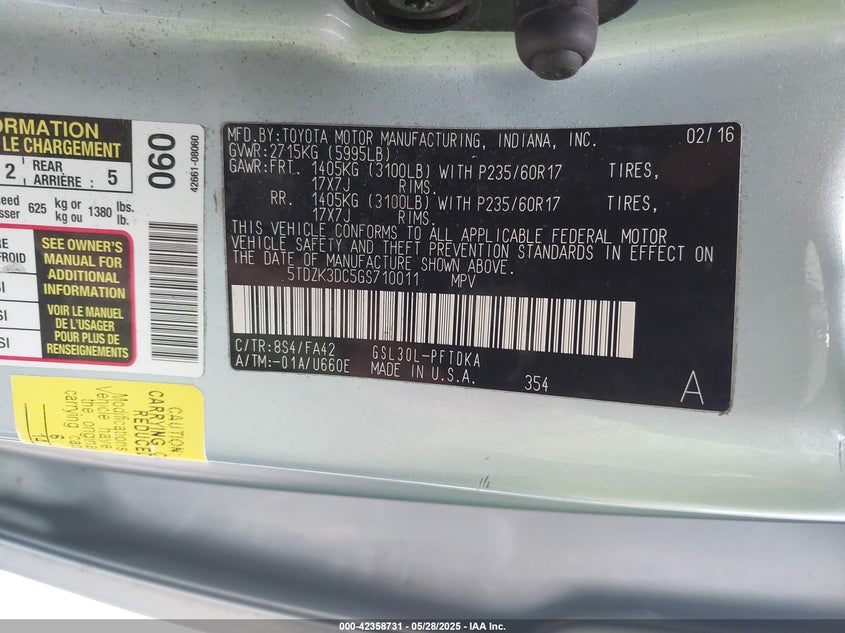 ORMATION
LE CHARGEMENT
2 REAR ARRIÈRE : 5
625 kg or kg ou 1380 lbs. lb.
SEE OWNER'S
MANUAL FOR
ADDITIONAL
INFORMATION
VOIR LE MANUEL
DE L'USAGER
POUR PLUS DE
RENSEIGNEMENTS
060
42661-08060
MFD.BY:TOYOTA MOTOR MANUFACTURING, INDIANA, INC. 02/16
GVWR:2715KG (5995LB)
GAWR:FRT. 1405KG (3100LB) WITH P235/60R17 TIRES,
17X7J RIMS.
RR. 1405KG (3100LB) WITH P235/60R17 TIRES,
17X7J RIMS.
THIS VEHICLE CONFORMS TO ALL APPLICABLE FEDERAL MOTOR
VEHICLE SAFETY AND THEFT PREVENTION STANDARDS IN EFFECT ON
THE DATE OF MANUFACTURE SHOWN ABOVE.
5TDZK3DC5GS710011 MPV
C/TR:8S4/FA42 GSL30L-PFTDKA
A/TM:-01A/U660E MADE IN U.S.A. 354
A
CAUTION:
CARRYING C
REDUCE
Modifications
Vehicle have
the origina
carrying ca
000-42358731 - 05/28/2025 - IAA Inc.